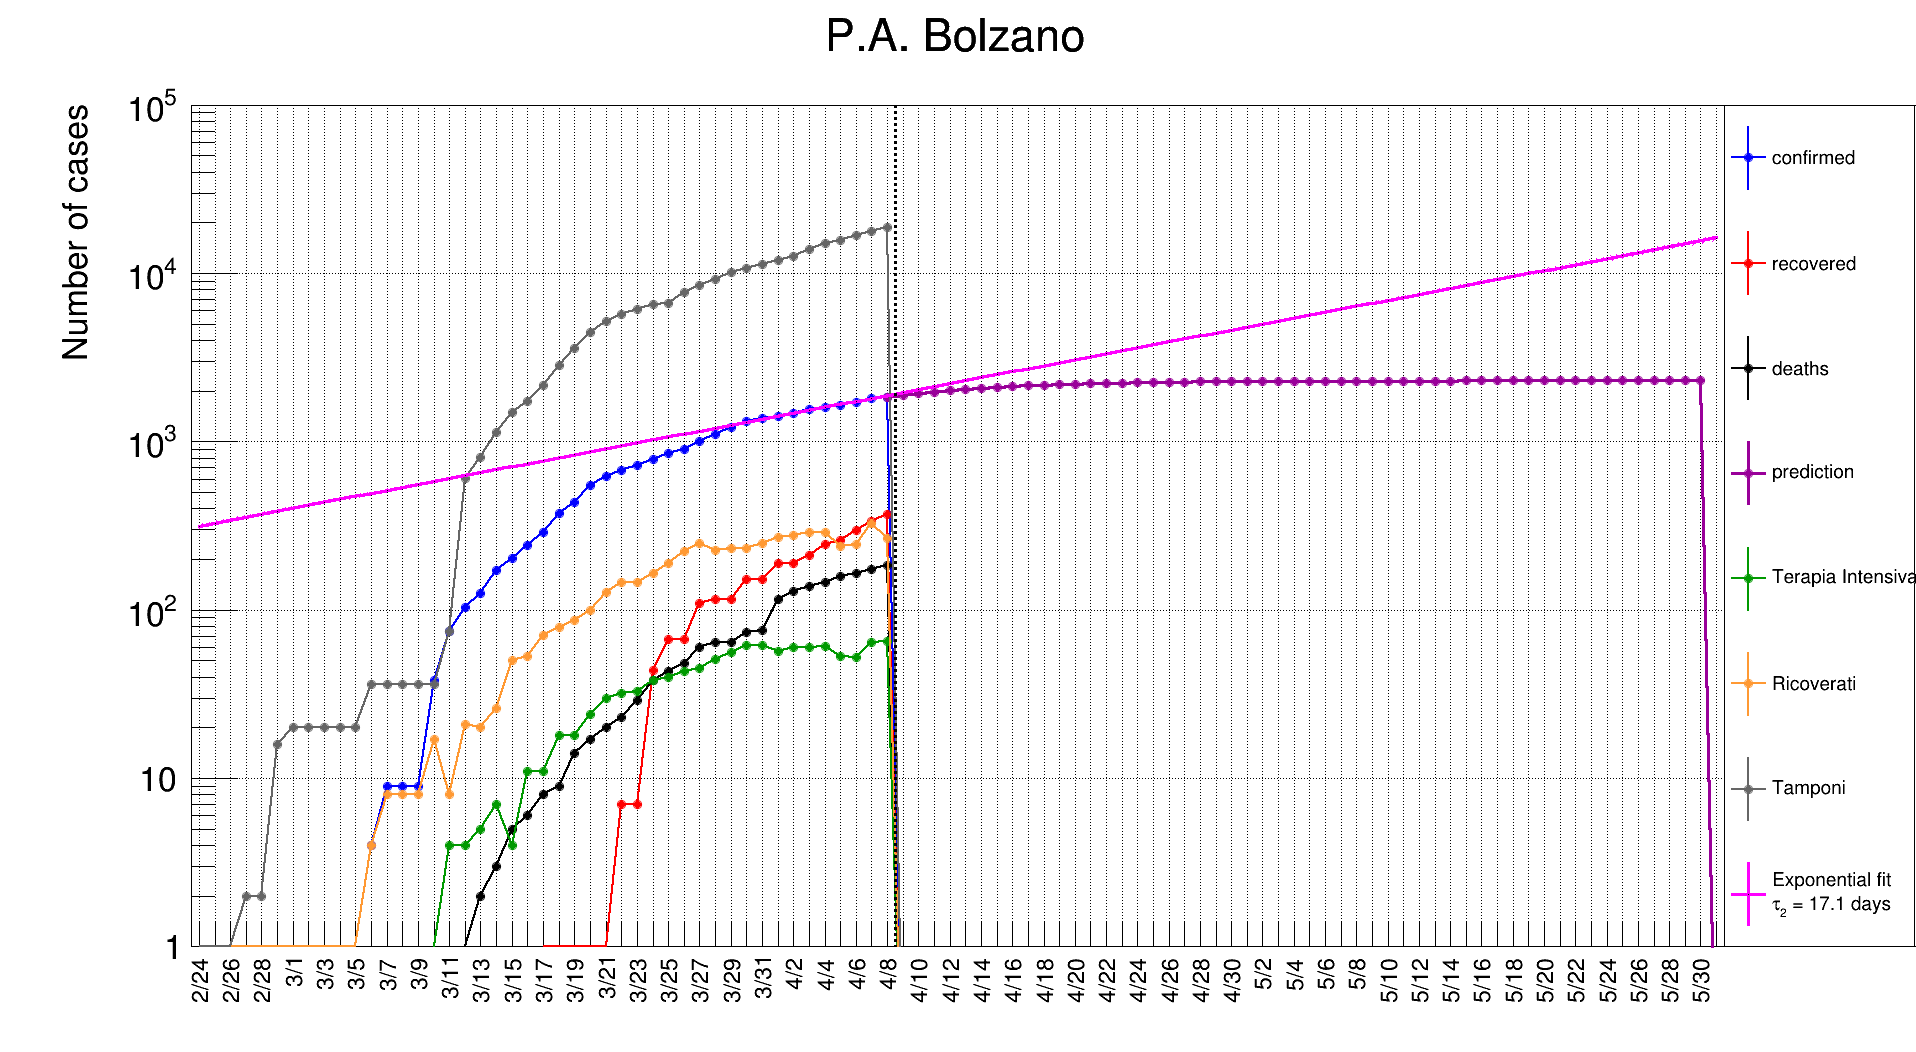 P.A. Bolzano
Number of cases
10^5
10^4
10^3
10^2
10
1
2/24 2/26 2/28 3/1 3/3 3/5 3/7 3/9 3/11 3/13 3/15 3/17 3/19 3/21 3/23 3/25 3/27 3/29 3/31 4/2 4/4 4/6 4/8 4/10 4/12 4/14 4/16 4/18 4/20 4/22 4/24 4/26 4/28 4/30 5/2 5/4 5/6 5/8 5/10 5/12 5/14 5/16 5/18 5/20 5/22 5/24 5/26 5/28 5/30
confirmed
recovered
deaths
prediction
Terapia Intensiva
Ricoverati
Tamponi
Exponential fit
τ₂ = 17.1 days